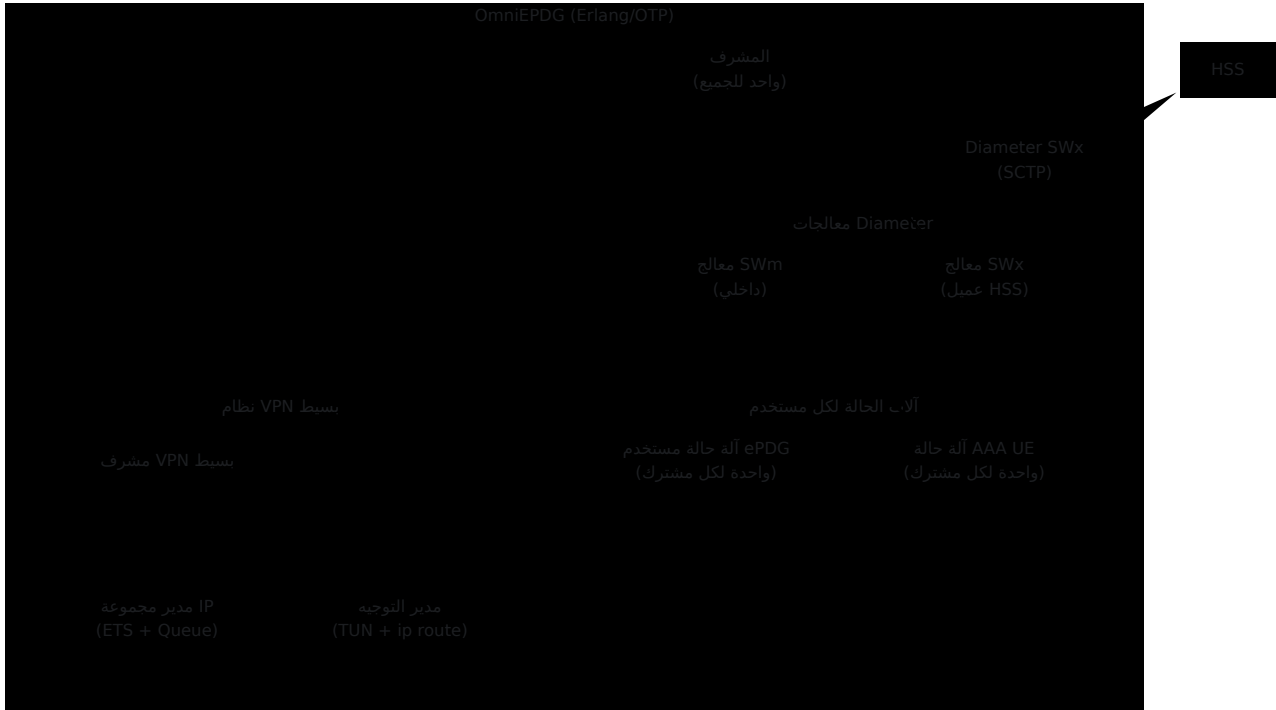 OmniEPDG (Erlang/OTP)
المشرف
(واحد للجميع)
HSS
Diameter SWx
(SCTP)
معالجات Diameter
معالج SWm
(داخلي)
معالج SWx
(عميل HSS)
نظام VPN بسيط
آلات الحالة لكل مستخدم
مشرف VPN بسيط
آلة حالة مستخدم ePDG
(واحدة لكل مشترك)
آلة حالة AAA UE
(واحدة لكل مشترك)
مدير مجموعة IP
(ETS + Queue)
مدير التوجيه
(TUN + ip route)